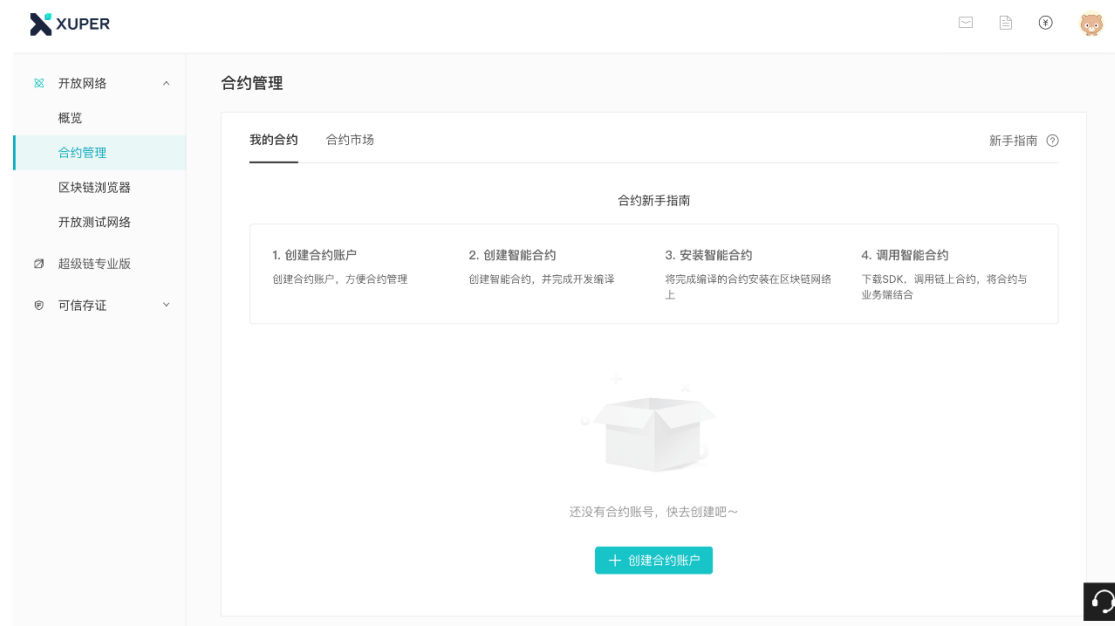 XUPER
开放网络
概览
合约管理
区块链浏览器
开放测试网络
超级链专业版
可信存证
合约管理
我的合约
合约市场
新手指南
合约新手指南
1. 创建合约账户
创建合约账户，方便合约管理
2. 创建智能合约
创建智能合约，并完成开发编译
3. 安装智能合约
将完成编译的合约安装在区块链网络
上
4. 调用智能合约
下载SDK，调用链上合约，将合约与
业务端结合
还没有合约账号，快去创建吧～
创建合约账户